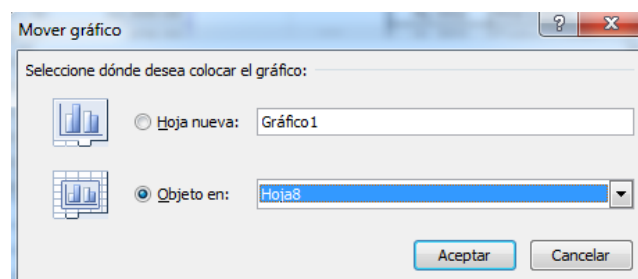 Mover gráfico
Seleccione dónde desea colocar el gráfico:
Hoja nueva: Gráfico1
Objeto en: Hoja8
Aceptar Cancelar